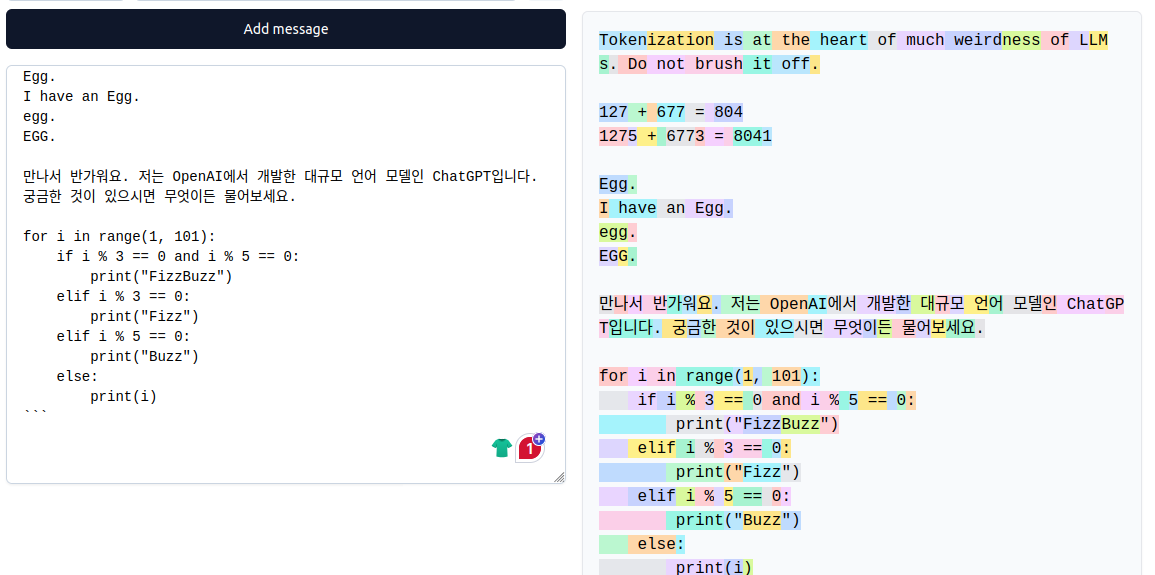 Add message
Egg.
I have an Egg.
egg.
EGG.
만나서 반가워요. 저는 OpenAI에서 개발한 대규모 언어 모델인 ChatGPT입니다.
궁금한 것이 있으시면 무엇이든 물어보세요.
for i in range(1, 101):
    if i % 3 == 0 and i % 5 == 0:
        print("FizzBuzz")
    elif i % 3 == 0:
        print("Fizz")
    elif i % 5 == 0:
        print("Buzz")
    else:
        print(i)
```
1
Tokenization is at the heart of much weirdness of LLM
s. Do not brush it off.
127 + 677 = 804
1275 + 6773 = 8041
Egg.
I have an Egg.
egg.
EGG.
만나서 반가워요. 저는 OpenAI에서 개발한 대규모 언어 모델인 ChatGP
T입니다. 궁금한 것이 있으시면 무엇이든 물어보세요.
for i in range(1, 101):
    if i % 3 == 0 and i % 5 == 0:
        print("FizzBuzz")
    elif i % 3 == 0:
        print("Fizz")
    elif i % 5 == 0:
        print("Buzz")
    else:
        print(i)